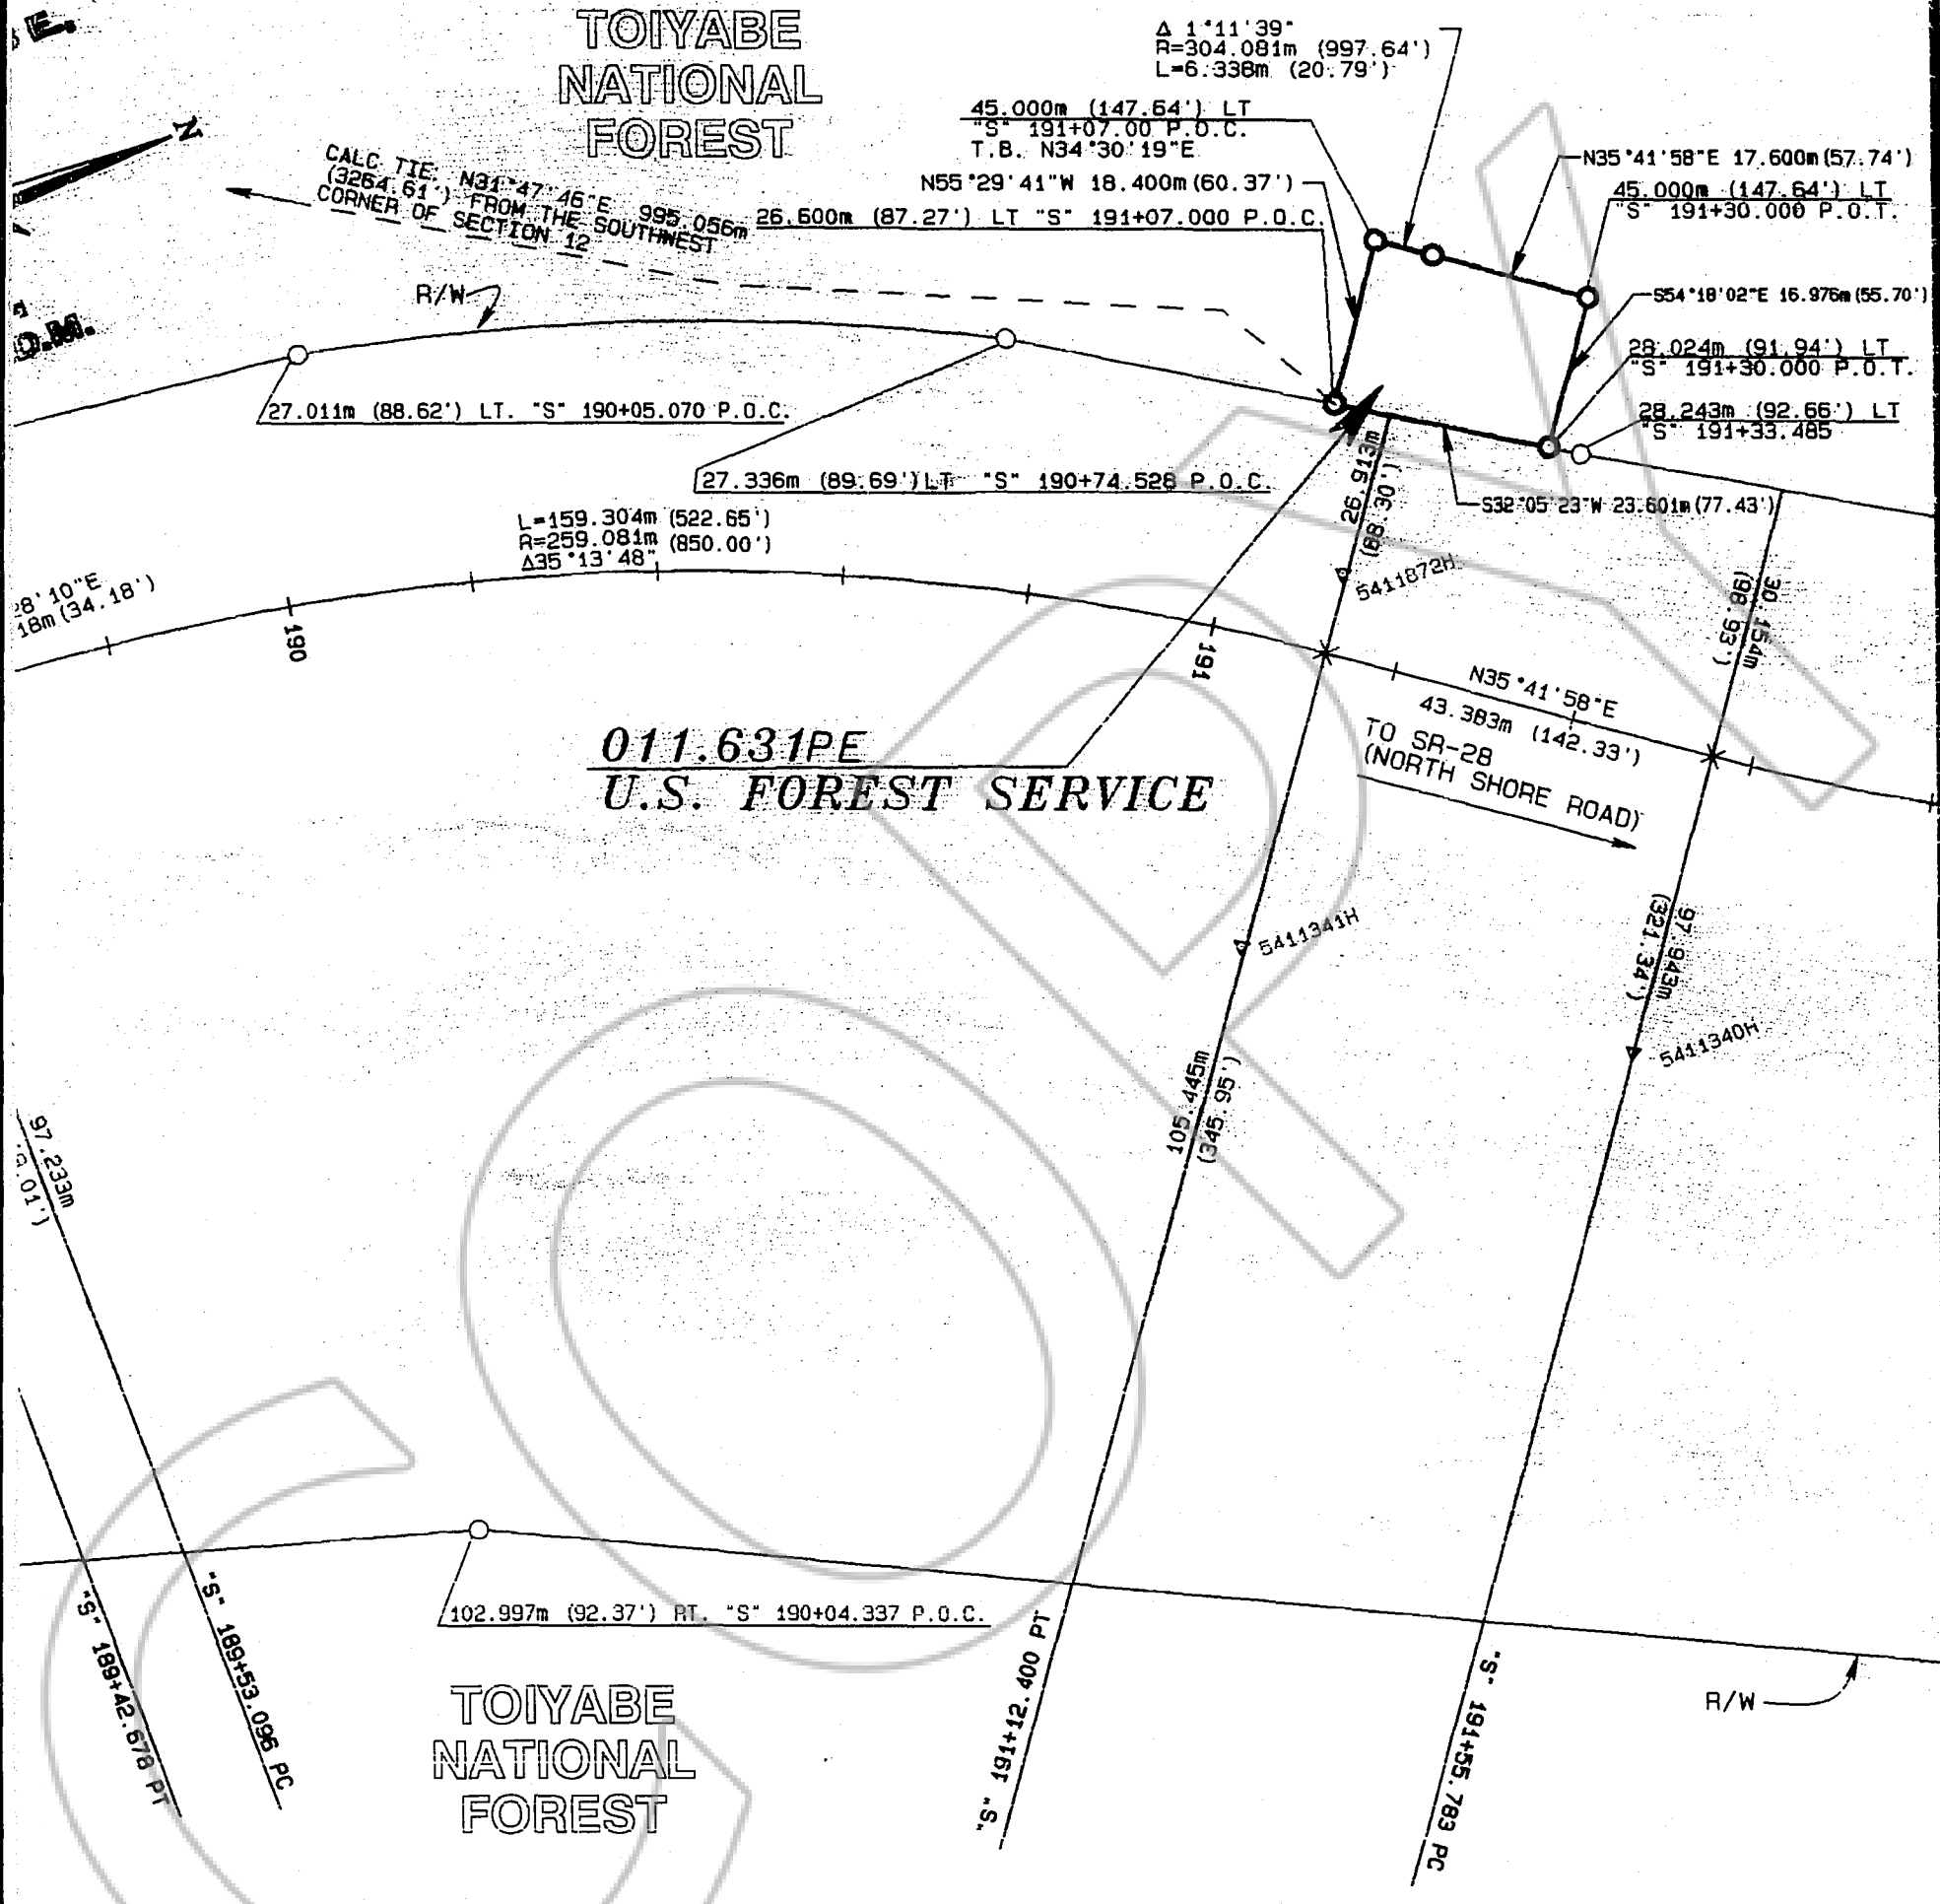 E.
TOIYABE
NATIONAL
FOREST
Δ 1°11'39"
R=304.081m (997.64')
L=6.338m (20.79')
45.000m (147.64') LT
"S" 191+07.00 P.O.C.
T.B. N34°30'19"E
N55°29'41"W 18.400m(60.37')
26.600m (87.27') LT "S" 191+07.000 P.O.C.
N35°41'58"E 17.600m(57.74')
45.000m (147.64') LT
"S" 191+30.000 P.O.T.
N
CALC. TIE: N31°47'46"E 995.056m
(3264.61') FROM THE SOUTHWEST
CORNER OF SECTION 12
R/W
S54°18'02"E 16.976m(55.70')
28.024m (91.94') LT
"S" 191+30.000 P.O.T.
28.243m (92.66') LT
"S" 191+33.485
D.M.
27.011m (88.62') LT. "S" 190+05.070 P.O.C.
27.336m (89.69')LT "S" 190+74.528 P.O.C.
26.913m
(88.30')
S32°05'23"W 23.601m(77.43')
L=159.304m (522.65')
R=259.081m (850.00')
Δ35°13'48"
5411872H
28'10"E
18m(34.18')
190
191
30.154m
(98.93')
N35°41'58"E
43.383m (142.33')
TO SR-28
(NORTH SHORE ROAD)
011.631PE
U.S. FOREST SERVICE
5411341H
97.943m
(321.34')
5411340H
105.445m
(345.95')
97.233m
.01')
102.997m (92.37') RT. "S" 190+04.337 P.O.C.
"S" 189+42.678 PT
"S" 189+53.096 PC
"S" 191+12.400 PT
"S" 191+55.783 PC
R/W
TOIYABE
NATIONAL
FOREST
COPY